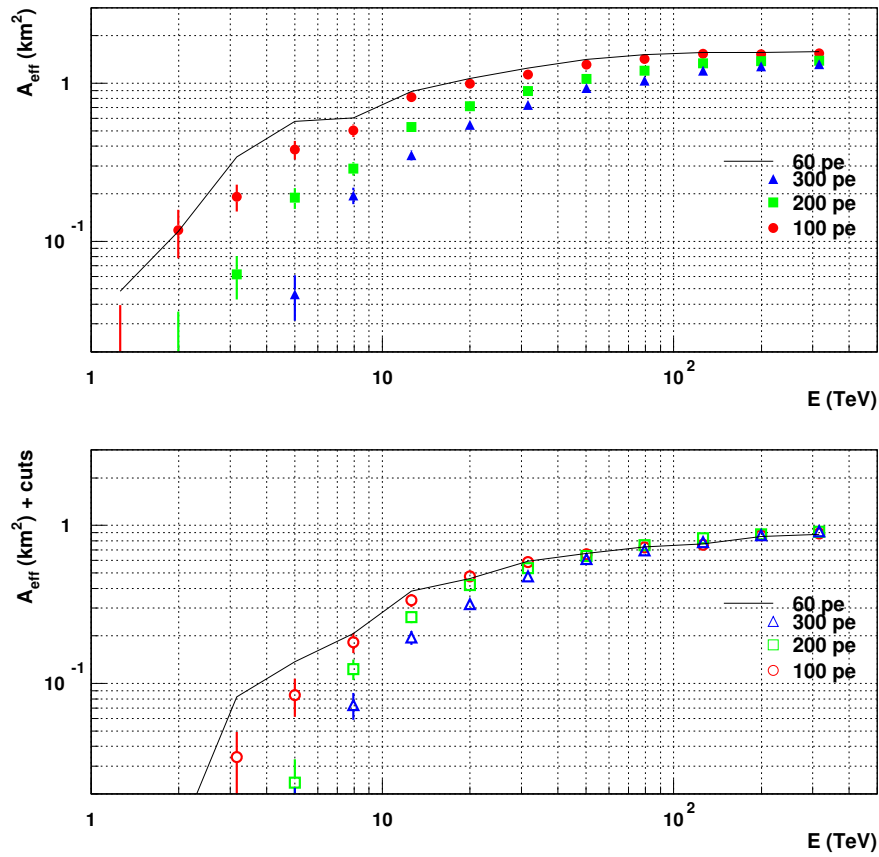 A_eff (km²)
1
10⁻¹
60 pe
300 pe
200 pe
100 pe
1
10
10²
E (TeV)
A_eff (km²) + cuts
1
10⁻¹
60 pe
300 pe
200 pe
100 pe
1
10
10²
E (TeV)